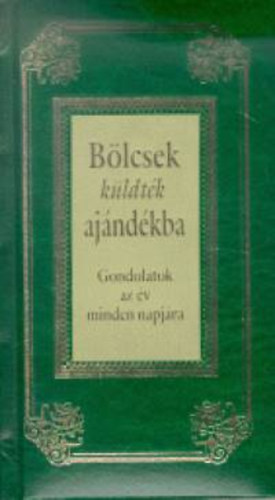 Bölcsek
küldték
ajándékba
Gondolatok
az év
minden napjára